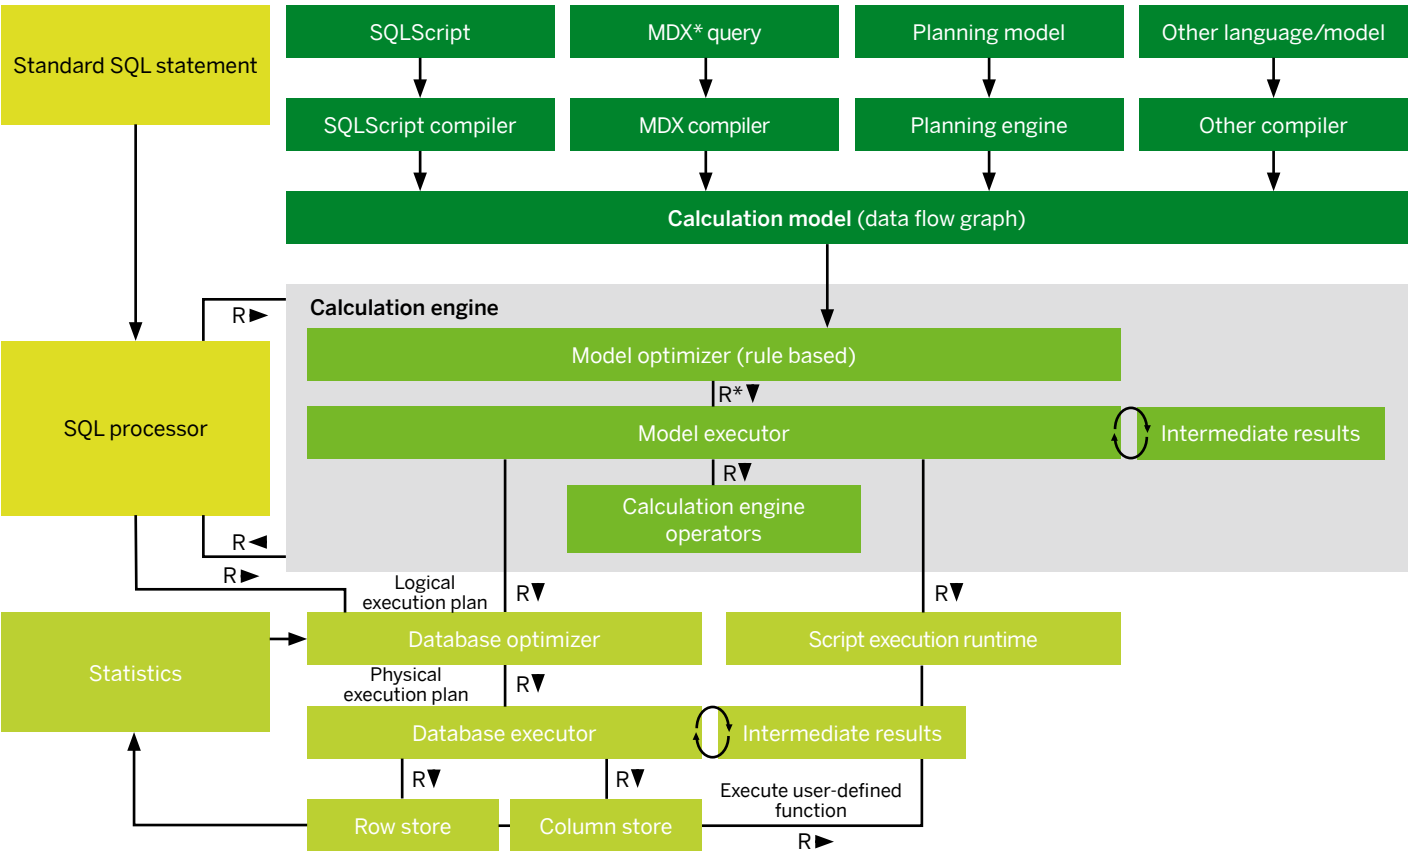 Standard SQL statement
SQLScript
MDX* query
Planning model
Other language/model
SQLScript compiler
MDX compiler
Planning engine
Other compiler
Calculation model (data flow graph)
Calculation engine
R►
Model optimizer (rule based)
R*▼
SQL processor
Model executor
Intermediate results
R▼
Calculation engine
operators
R◄
R►
Logical
execution plan
R▼
R▼
Statistics
Database optimizer
Script execution runtime
Physical
execution plan
R▼
Database executor
Intermediate results
R▼
R▼
Execute user-defined
function
Row store
Column store
R►